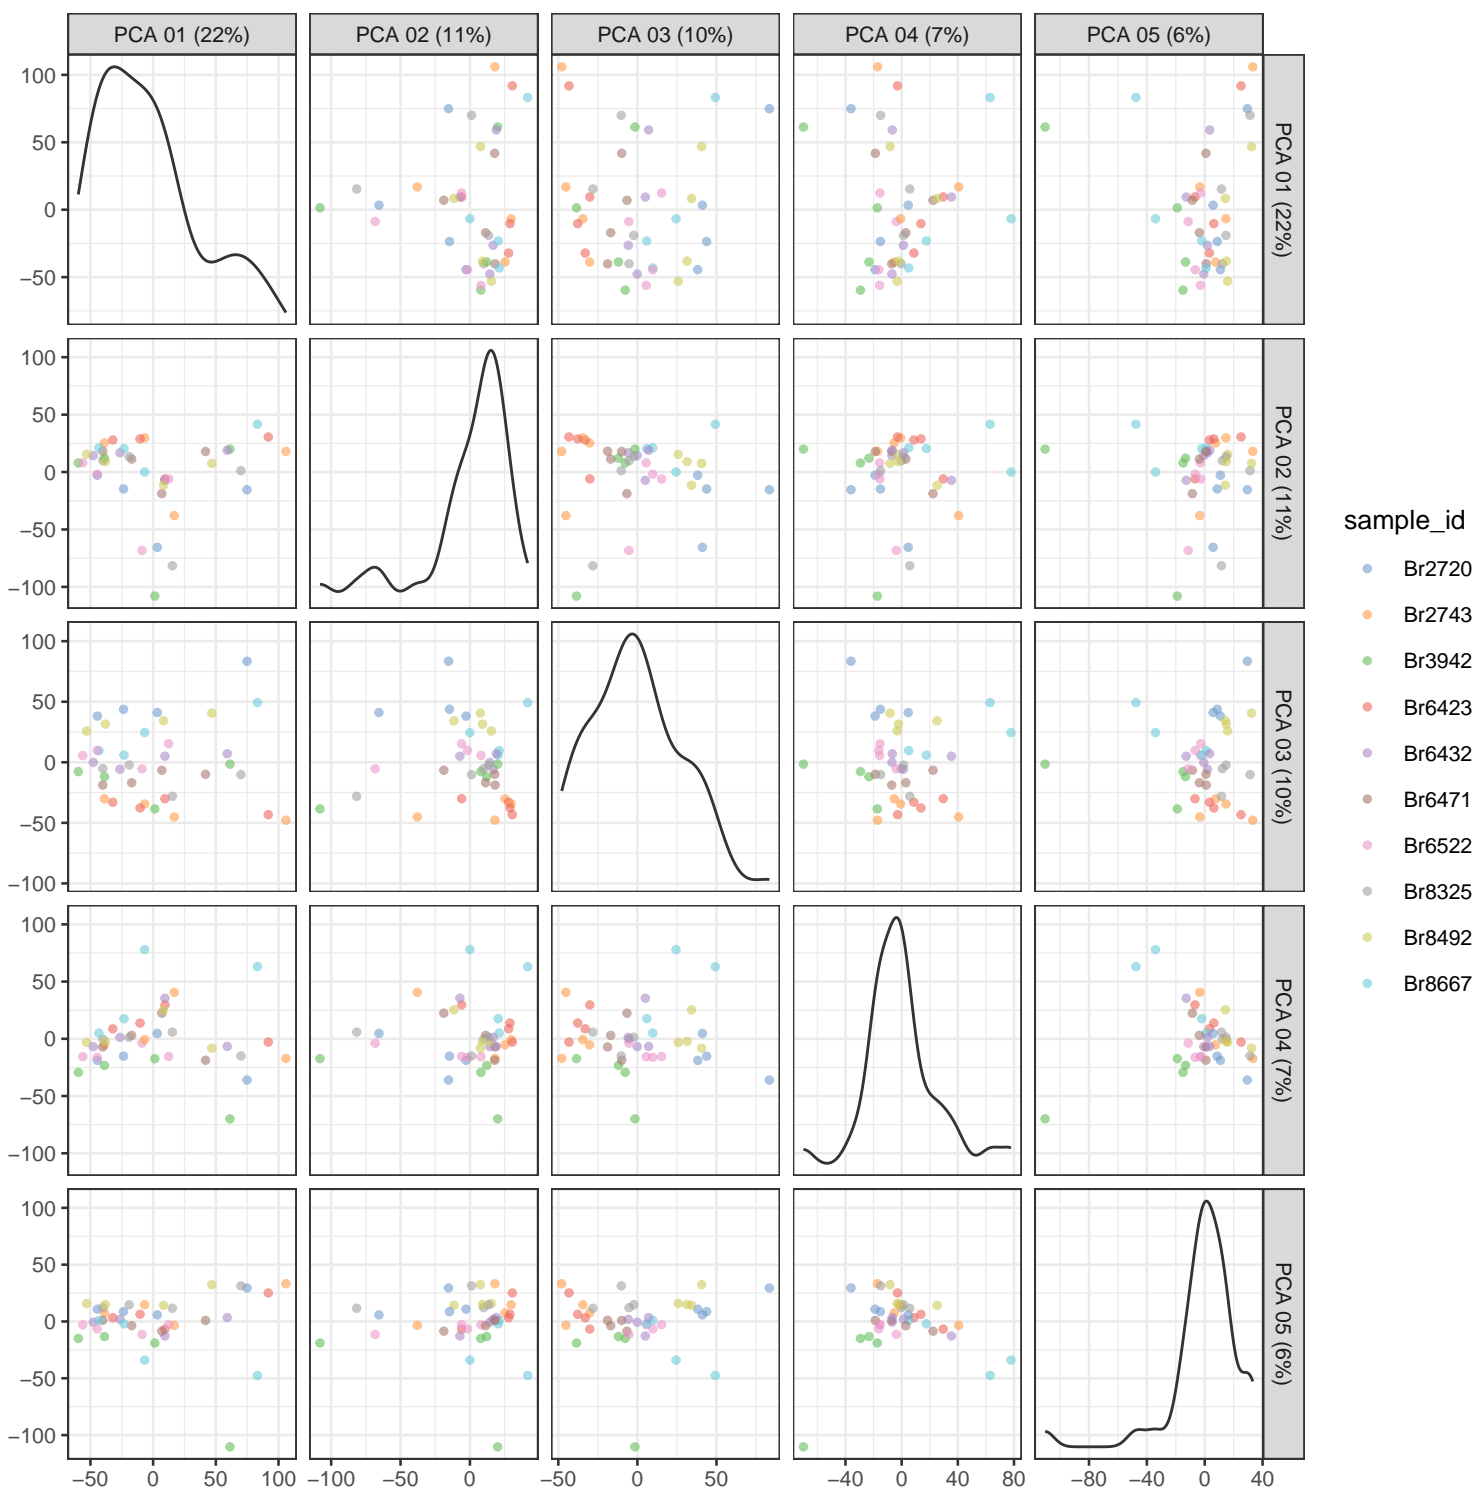 PCA 01 (22%) PCA 02 (11%) PCA 03 (10%) PCA 04 (7%) PCA 05 (6%)
100
50
0
−50
PCA 01 (22%)
100
50
0
−50
−100
PCA 02 (11%)
100
50
0
−50
−100
PCA 03 (10%)
100
50
0
−50
−100
PCA 04 (7%)
100
50
0
−50
−100
PCA 05 (6%)
−50 0 50 100 −100 −50 0 −50 0 50 −40 0 40 80 −80 −40 0 40
sample_id
Br2720
Br2743
Br3942
Br6423
Br6432
Br6471
Br6522
Br8325
Br8492
Br8667